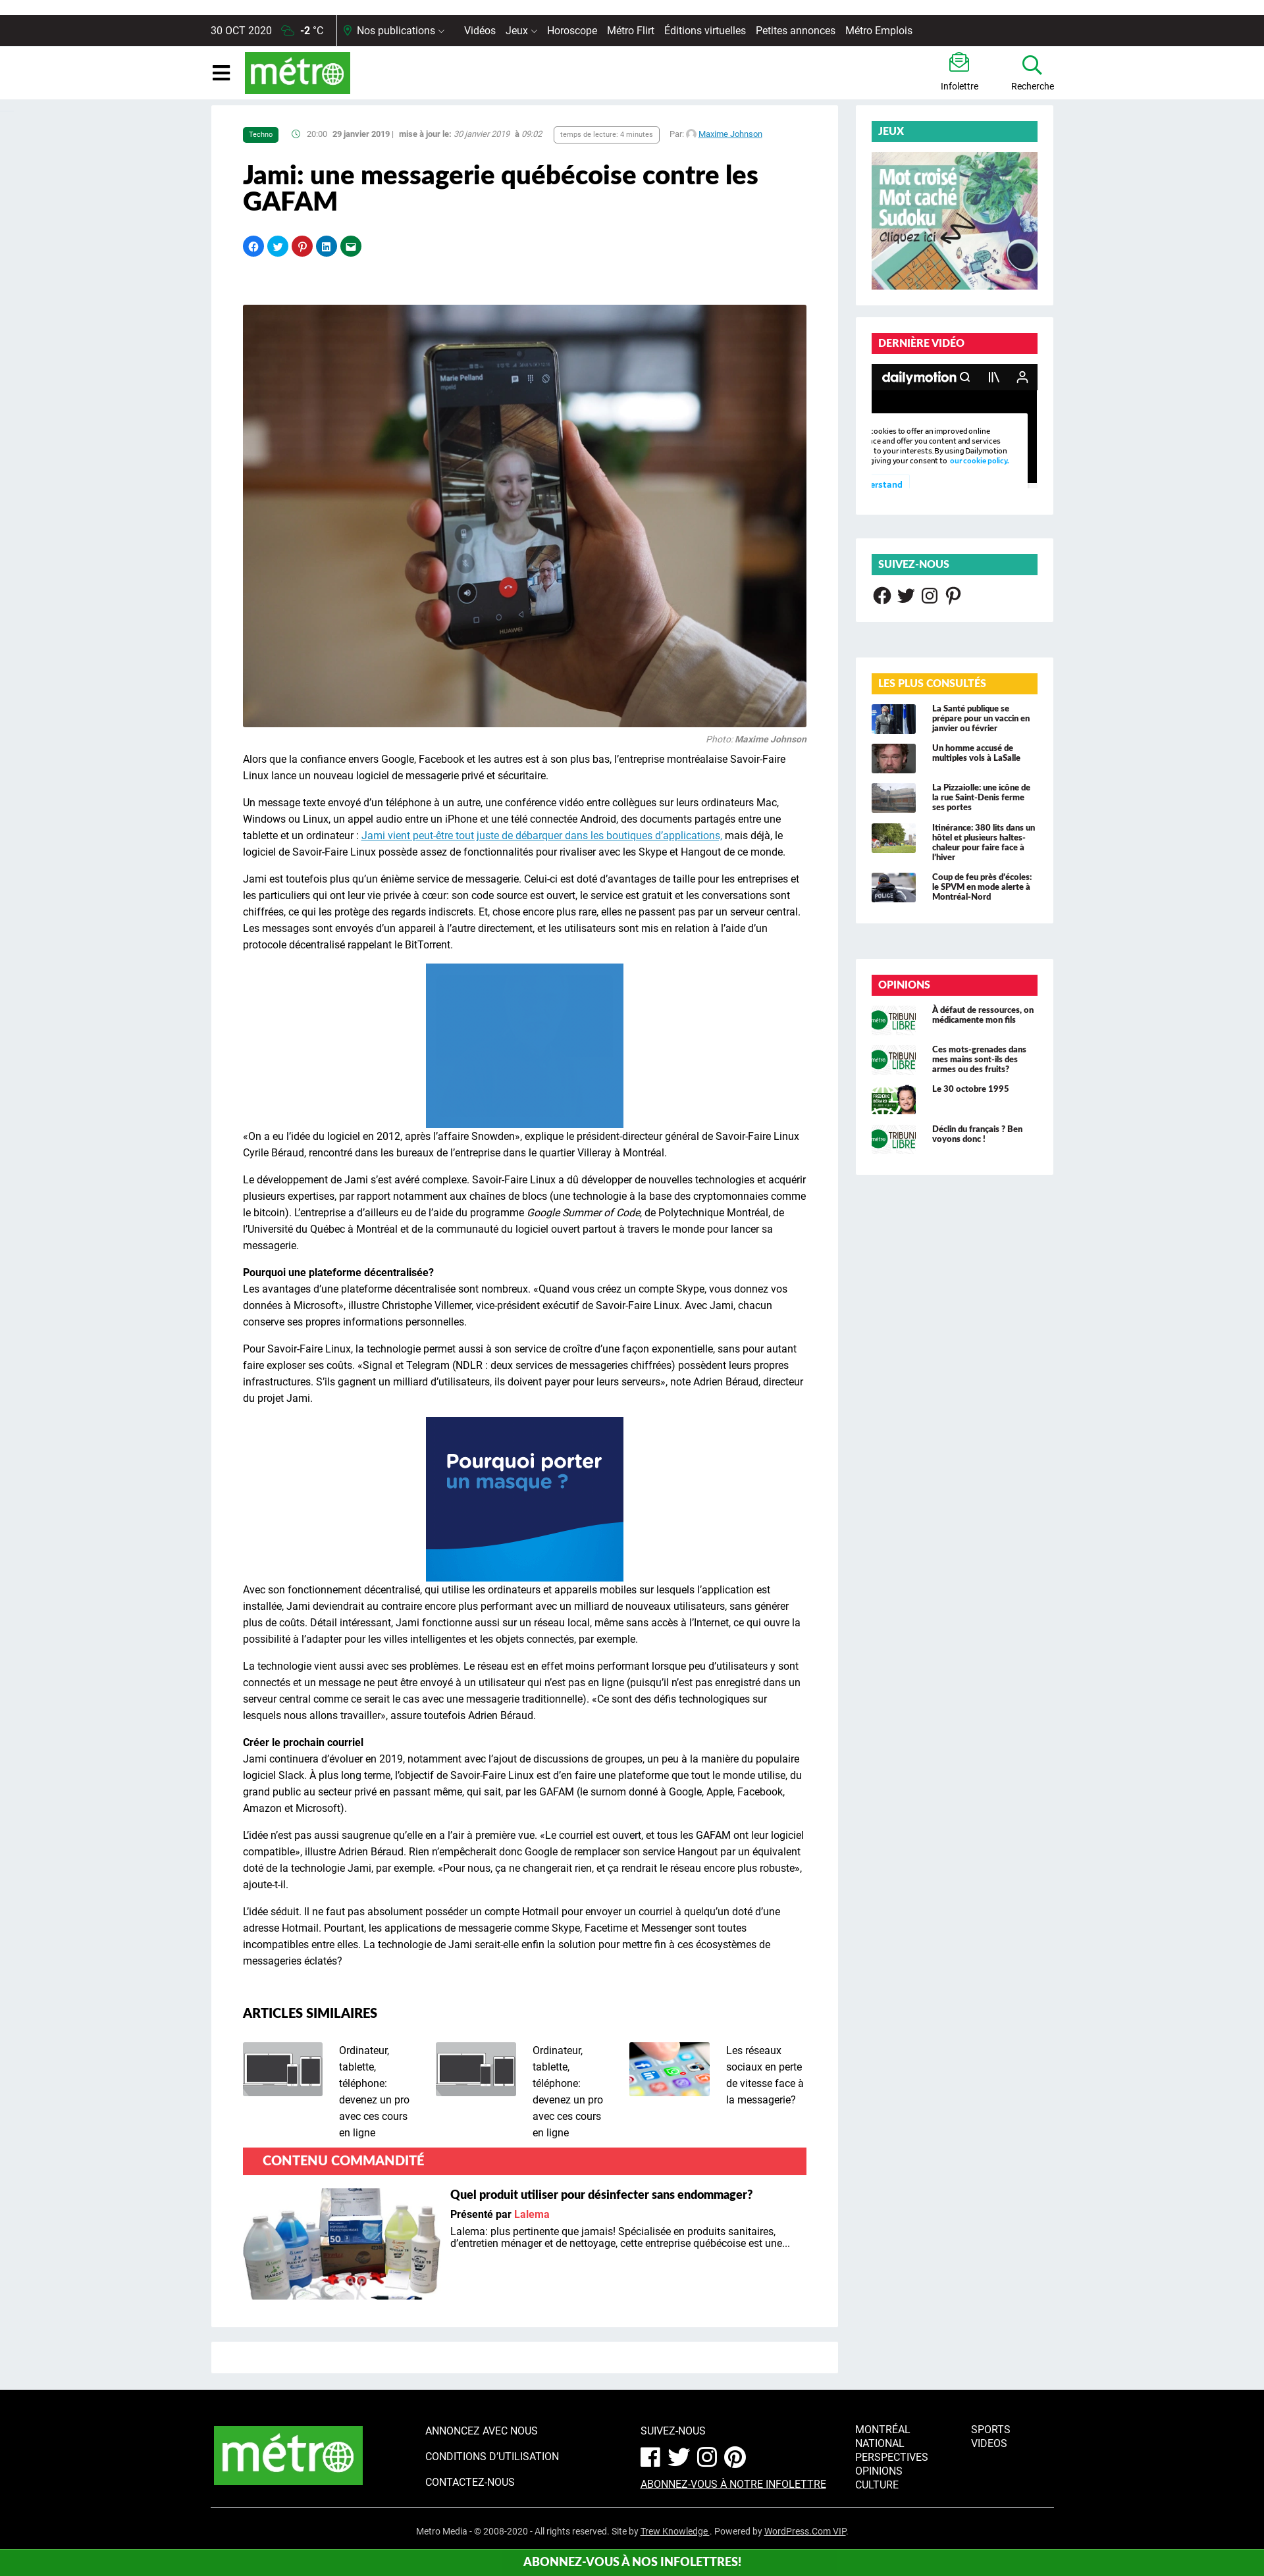 30 OCT 2020 -2 °C Nos publications Vidéos Jeux Horoscope Métro Flirt Éditions virtuelles Petites annonces Métro Emplois
métro
Infolettre
Recherche
Techno 20:00 29 janvier 2019 | mise à jour le: 30 janvier 2019 à 09:02 temps de lecture: 4 minutes Par: Maxime Johnson
Jami: une messagerie québécoise contre les
GAFAM
Marie Pelland
mpelld
HUAWEI
Photo: Maxime Johnson
Alors que la confiance envers Google, Facebook et les autres est à son plus bas, l’entreprise montréalaise Savoir-Faire
Linux lance un nouveau logiciel de messagerie privé et sécuritaire.
Un message texte envoyé d’un téléphone à un autre, une conférence vidéo entre collègues sur leurs ordinateurs Mac,
Windows ou Linux, un appel audio entre un iPhone et une télé connectée Android, des documents partagés entre une
tablette et un ordinateur : Jami vient peut-être tout juste de débarquer dans les boutiques d’applications, mais déjà, le
logiciel de Savoir-Faire Linux possède assez de fonctionnalités pour rivaliser avec les Skype et Hangout de ce monde.
Jami est toutefois plus qu’un énième service de messagerie. Celui-ci est doté d’avantages de taille pour les entreprises et
les particuliers qui ont leur vie privée à cœur: son code source est ouvert, le service est gratuit et les conversations sont
chiffrées, ce qui les protège des regards indiscrets. Et, chose encore plus rare, elles ne passent pas par un serveur central.
Les messages sont envoyés d’un appareil à l’autre directement, et les utilisateurs sont mis en relation à l’aide d’un
protocole décentralisé rappelant le BitTorrent.
«On a eu l’idée du logiciel en 2012, après l’affaire Snowden», explique le président-directeur général de Savoir-Faire Linux
Cyrile Béraud, rencontré dans les bureaux de l’entreprise dans le quartier Villeray à Montréal.
Le développement de Jami s’est avéré complexe. Savoir-Faire Linux a dû développer de nouvelles technologies et acquérir
plusieurs expertises, par rapport notamment aux chaînes de blocs (une technologie à la base des cryptomonnaies comme
le bitcoin). L’entreprise a d’ailleurs eu de l’aide du programme Google Summer of Code, de Polytechnique Montréal, de
l’Université du Québec à Montréal et de la communauté du logiciel ouvert partout à travers le monde pour lancer sa
messagerie.
Pourquoi une plateforme décentralisée?
Les avantages d’une plateforme décentralisée sont nombreux. «Quand vous créez un compte Skype, vous donnez vos
données à Microsoft», illustre Christophe Villemer, vice-président exécutif de Savoir-Faire Linux. Avec Jami, chacun
conserve ses propres informations personnelles.
Pour Savoir-Faire Linux, la technologie permet aussi à son service de croître d’une façon exponentielle, sans pour autant
faire exploser ses coûts. «Signal et Telegram (NDLR : deux services de messageries chiffrées) possèdent leurs propres
infrastructures. S’ils gagnent un milliard d’utilisateurs, ils doivent payer pour leurs serveurs», note Adrien Béraud, directeur
du projet Jami.
Pourquoi porter
un masque ?
Avec son fonctionnement décentralisé, qui utilise les ordinateurs et appareils mobiles sur lesquels l’application est
installée, Jami deviendrait au contraire encore plus performant avec un milliard de nouveaux utilisateurs, sans générer
plus de coûts. Détail intéressant, Jami fonctionne aussi sur un réseau local, même sans accès à l’Internet, ce qui ouvre la
possibilité à l’adapter pour les villes intelligentes et les objets connectés, par exemple.
La technologie vient aussi avec ses problèmes. Le réseau est en effet moins performant lorsque peu d’utilisateurs y sont
connectés et un message ne peut être envoyé à un utilisateur qui n’est pas en ligne (puisqu’il n’est pas enregistré dans un
serveur central comme ce serait le cas avec une messagerie traditionnelle). «Ce sont des défis technologiques sur
lesquels nous allons travailler», assure toutefois Adrien Béraud.
Créer le prochain courriel
Jami continuera d’évoluer en 2019, notamment avec l’ajout de discussions de groupes, un peu à la manière du populaire
logiciel Slack. À plus long terme, l’objectif de Savoir-Faire Linux est d’en faire une plateforme que tout le monde utilise, du
grand public au secteur privé en passant même, qui sait, par les GAFAM (le surnom donné à Google, Apple, Facebook,
Amazon et Microsoft).
L’idée n’est pas aussi saugrenue qu’elle en a l’air à première vue. «Le courriel est ouvert, et tous les GAFAM ont leur logiciel
compatible», illustre Adrien Béraud. Rien n’empêcherait donc Google de remplacer son service Hangout par un équivalent
doté de la technologie Jami, par exemple. «Pour nous, ça ne changerait rien, et ça rendrait le réseau encore plus robuste»,
ajoute-t-il.
L’idée séduit. Il ne faut pas absolument posséder un compte Hotmail pour envoyer un courriel à quelqu’un doté d’une
adresse Hotmail. Pourtant, les applications de messagerie comme Skype, Facetime et Messenger sont toutes
incompatibles entre elles. La technologie de Jami serait-elle enfin la solution pour mettre fin à ces écosystèmes de
messageries éclatés?
ARTICLES SIMILAIRES
Ordinateur,
tablette,
téléphone:
devenez un pro
avec ces cours
en ligne
Ordinateur,
tablette,
téléphone:
devenez un pro
avec ces cours
en ligne
Les réseaux
sociaux en perte
de vitesse face à
la messagerie?
CONTENU COMMANDITÉ
Quel produit utiliser pour désinfecter sans endommager?
Présenté par Lalema
Lalema: plus pertinente que jamais! Spécialisée en produits sanitaires,
d’entretien ménager et de nettoyage, cette entreprise québécoise est une...
JEUX
Mot croisé
Mot caché
Sudoku
Cliquez ici
DERNIÈRE VIDÉO
dailymotion
cookies to offer an improved online
ce and offer you content and services
to your interests. By using Dailymotion
giving your consent to our cookie policy.
erstand
SUIVEZ-NOUS
LES PLUS CONSULTÉS
La Santé publique se
prépare pour un vaccin en
janvier ou février
Un homme accusé de
multiples vols à LaSalle
La Pizzaiolle: une icône de
la rue Saint-Denis ferme
ses portes
Itinérance: 380 lits dans un
hôtel et plusieurs haltes-
chaleur pour faire face à
l’hiver
POLICE
Coup de feu près d’écoles:
le SPVM en mode alerte à
Montréal-Nord
OPINIONS
métro TRIBUNE LIBRE
À défaut de ressources, on
médicamente mon fils
métro TRIBUNE LIBRE
Ces mots-grenades dans
mes mains sont-ils des
armes ou des fruits?
Le 30 octobre 1995
métro TRIBUNE LIBRE
Déclin du français ? Ben
voyons donc !
métro
ANNONCEZ AVEC NOUS
CONDITIONS D’UTILISATION
CONTACTEZ-NOUS
SUIVEZ-NOUS
ABONNEZ-VOUS À NOTRE INFOLETTRE
MONTRÉAL
NATIONAL
PERSPECTIVES
OPINIONS
CULTURE
SPORTS
VIDEOS
Metro Media - © 2008-2020 - All rights reserved. Site by Trew Knowledge . Powered by WordPress.Com VIP.
ABONNEZ-VOUS À NOS INFOLETTRES!